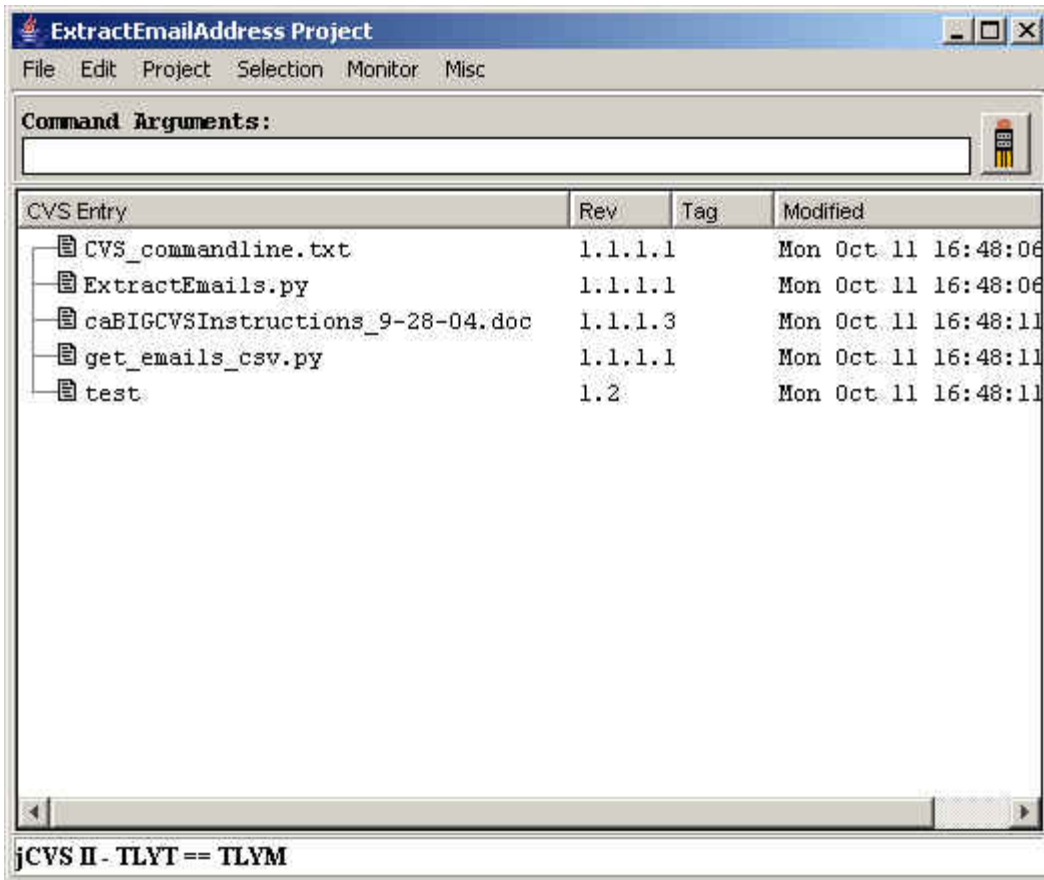 ExtractEmailAddress Project
File Edit Project Selection Monitor Misc
Command Arguments:
CVS Entry Rev Tag Modified
CVS_commandline.txt 1.1.1.1 Mon Oct 11 16:48:06
ExtractEmails.py 1.1.1.1 Mon Oct 11 16:48:06
caBIGCVSInstructions_9-28-04.doc 1.1.1.3 Mon Oct 11 16:48:11
get_emails_csv.py 1.1.1.1 Mon Oct 11 16:48:11
test 1.2 Mon Oct 11 16:48:11
jCVS II - TLYT == TLYM